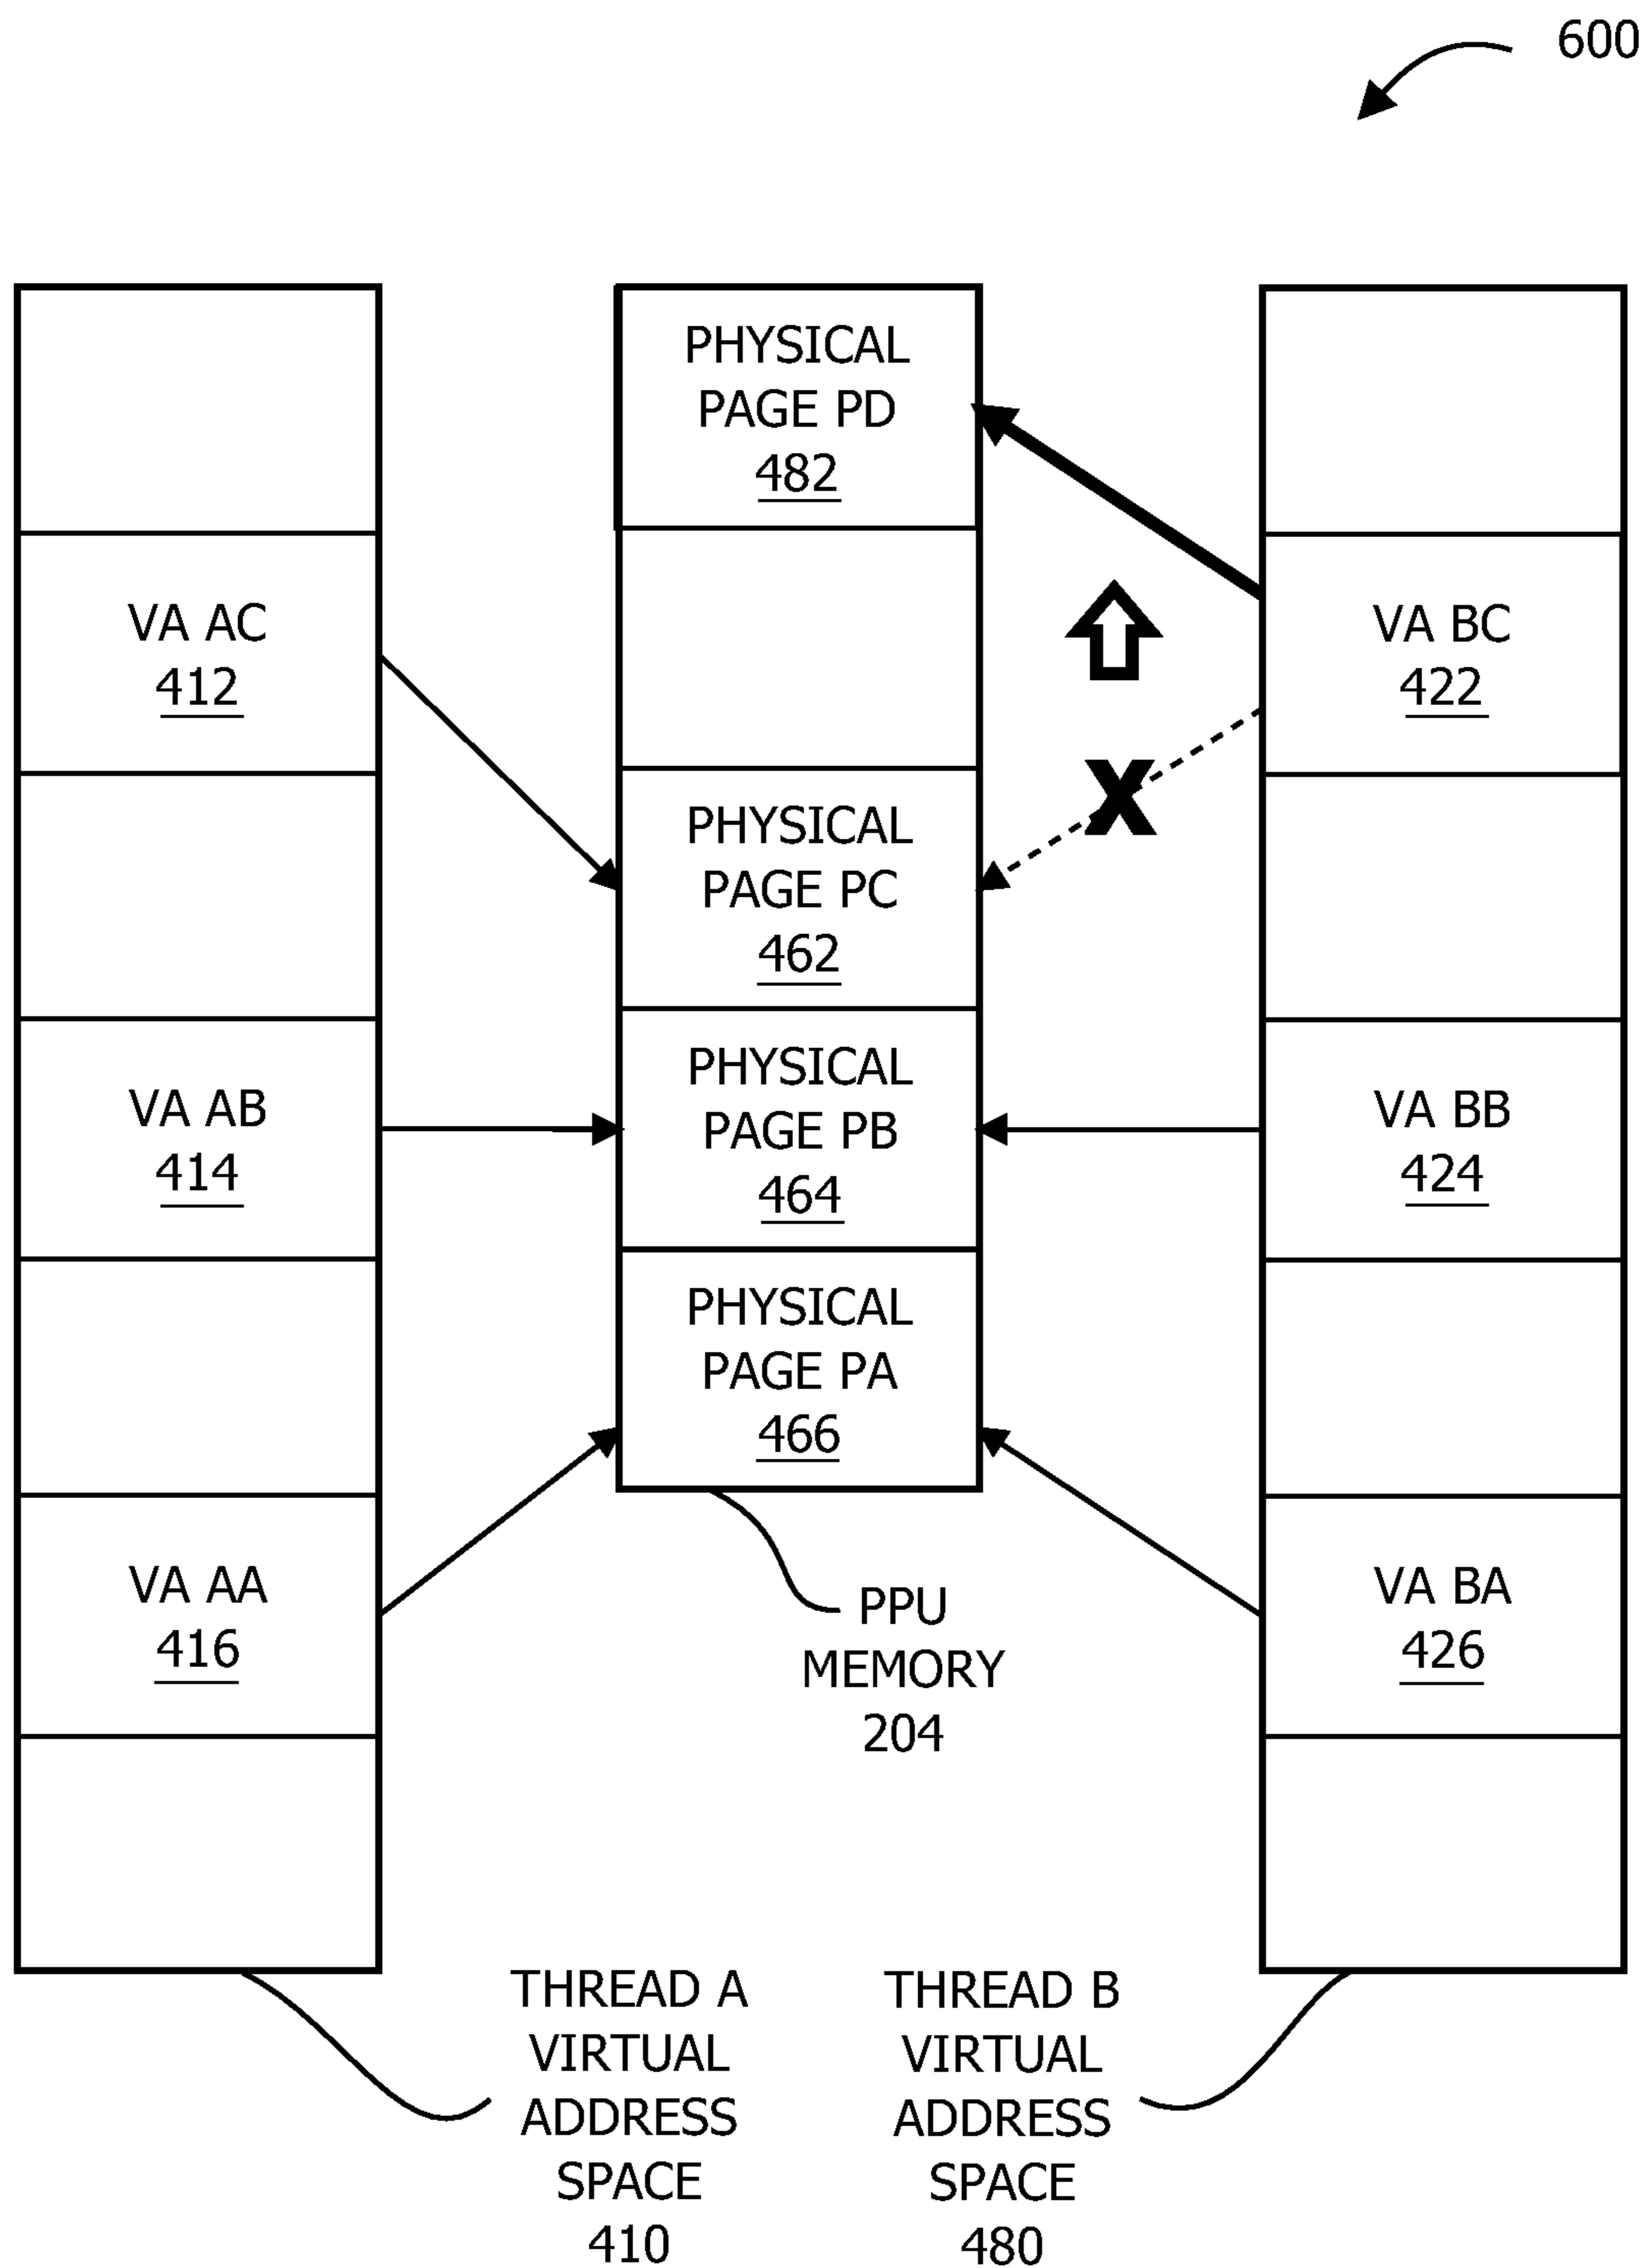 600
PHYSICAL
PAGE PD
482
VA AC
412
VA BC
422
X
PHYSICAL
PAGE PC
462
VA AB
414
PHYSICAL
PAGE PB
464
VA BB
424
PHYSICAL
PAGE PA
466
VA AA
416
VA BA
426
PPU
MEMORY
204
THREAD A
VIRTUAL
ADDRESS
SPACE
410
THREAD B
VIRTUAL
ADDRESS
SPACE
480